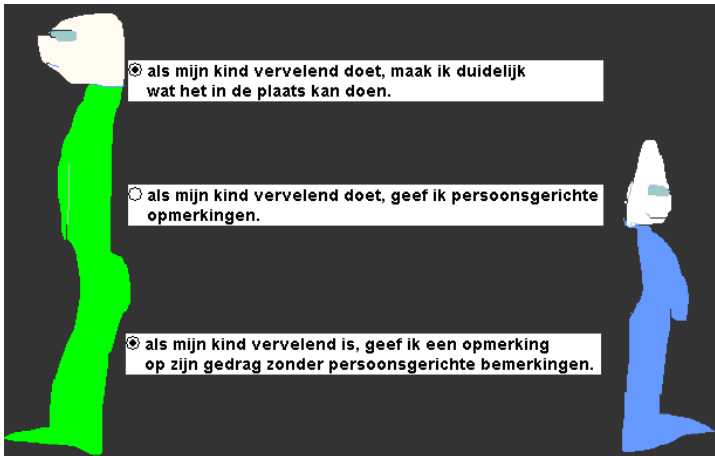 als mijn kind vervelend doet, maak ik duidelijk
wat het in de plaats kan doen.
als mijn kind vervelend doet, geef ik persoonsgerichte
opmerkingen.
als mijn kind vervelend is, geef ik een opmerking
op zijn gedrag zonder persoonsgerichte bemerkingen.